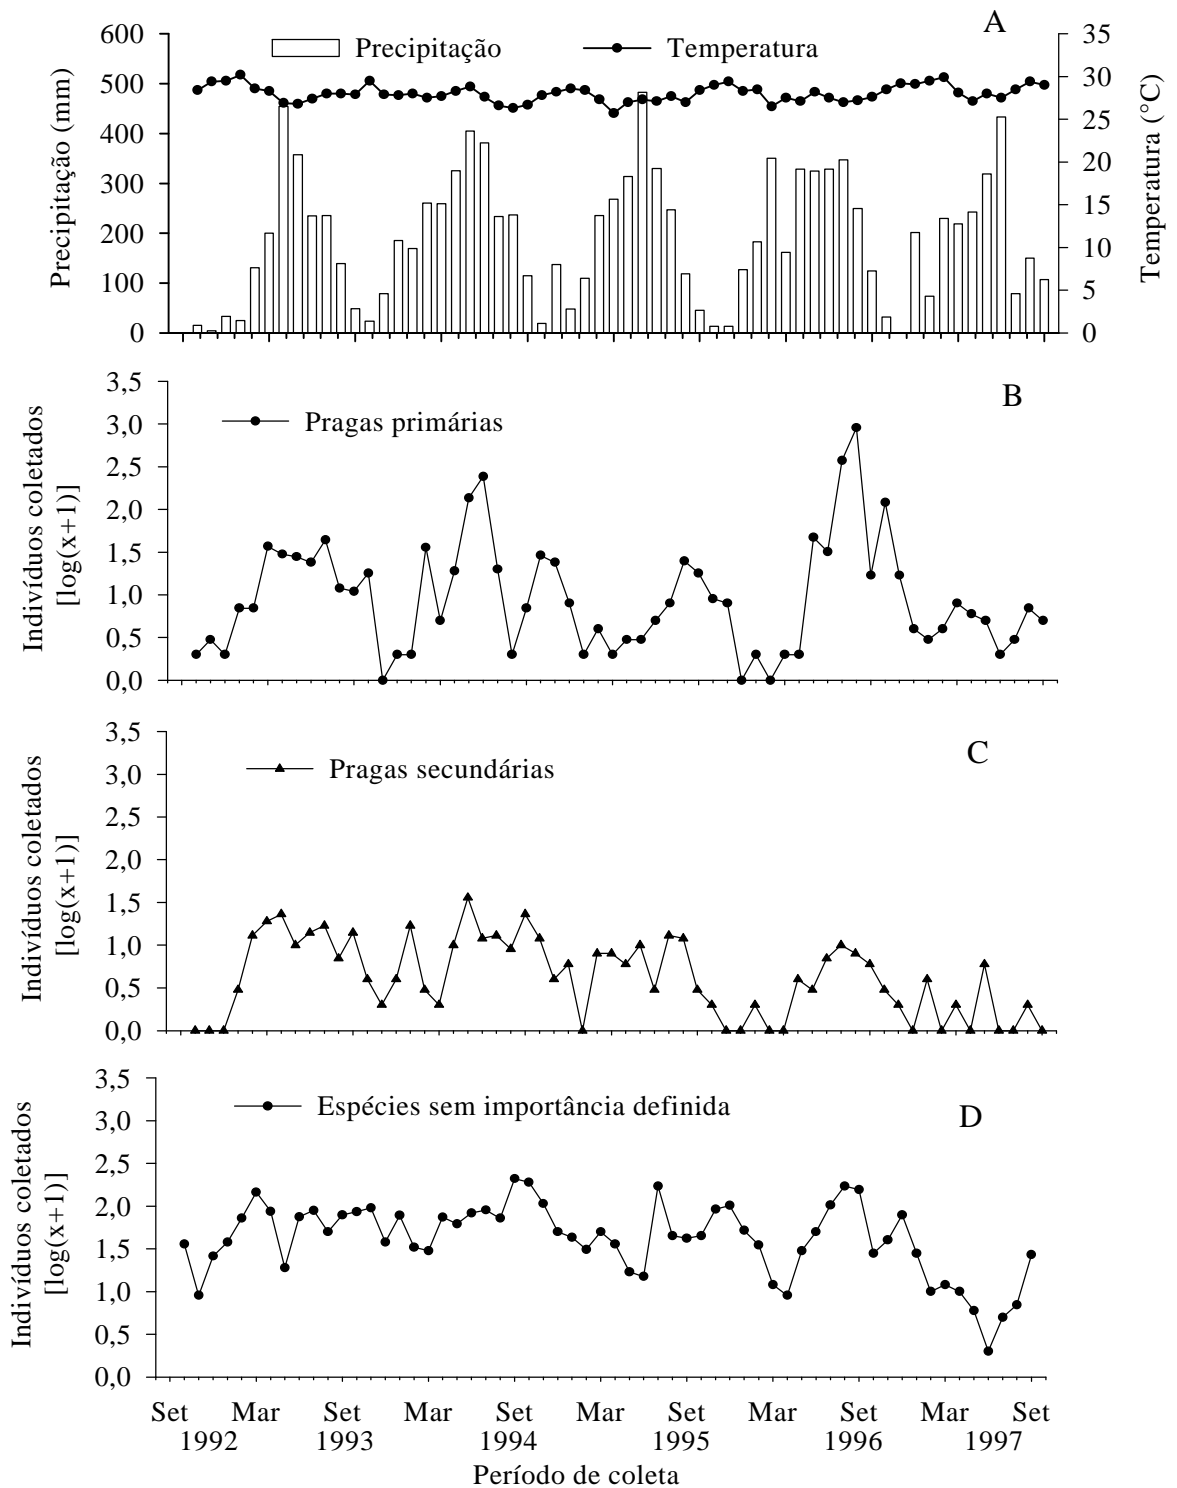 A
Precipitação
Temperatura
Precipitação (mm)
600
500
400
300
200
100
0
35
30
25
20
15
10
5
0
Temperatura (°C)
B
Pragas primárias
Indivíduos coletados
[log(x+1)]
3,5
3,0
2,5
2,0
1,5
1,0
0,5
0,0
C
Pragas secundárias
Indivíduos coletados
[log(x+1)]
3,5
3,0
2,5
2,0
1,5
1,0
0,5
0,0
D
Espécies sem importância definida
Indivíduos coletados
[log(x+1)]
3,5
3,0
2,5
2,0
1,5
1,0
0,5
0,0
Set Mar Set Mar Set Mar Set Mar Set Mar Set
1992 1993 1994 1995 1996 1997
Período de coleta